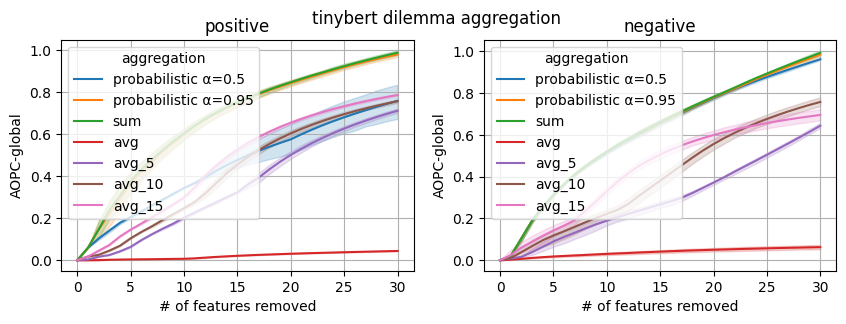 tinybert dilemma aggregation
positive
AOPC-global
1.0
0.8
0.6
0.4
0.2
0.0
aggregation
probabilistic α=0.5
probabilistic α=0.95
sum
avg
avg_5
avg_10
avg_15
0 5 10 15 20 25 30
# of features removed
negative
AOPC-global
1.0
0.8
0.6
0.4
0.2
0.0
aggregation
probabilistic α=0.5
probabilistic α=0.95
sum
avg
avg_5
avg_10
avg_15
0 5 10 15 20 25 30
# of features removed